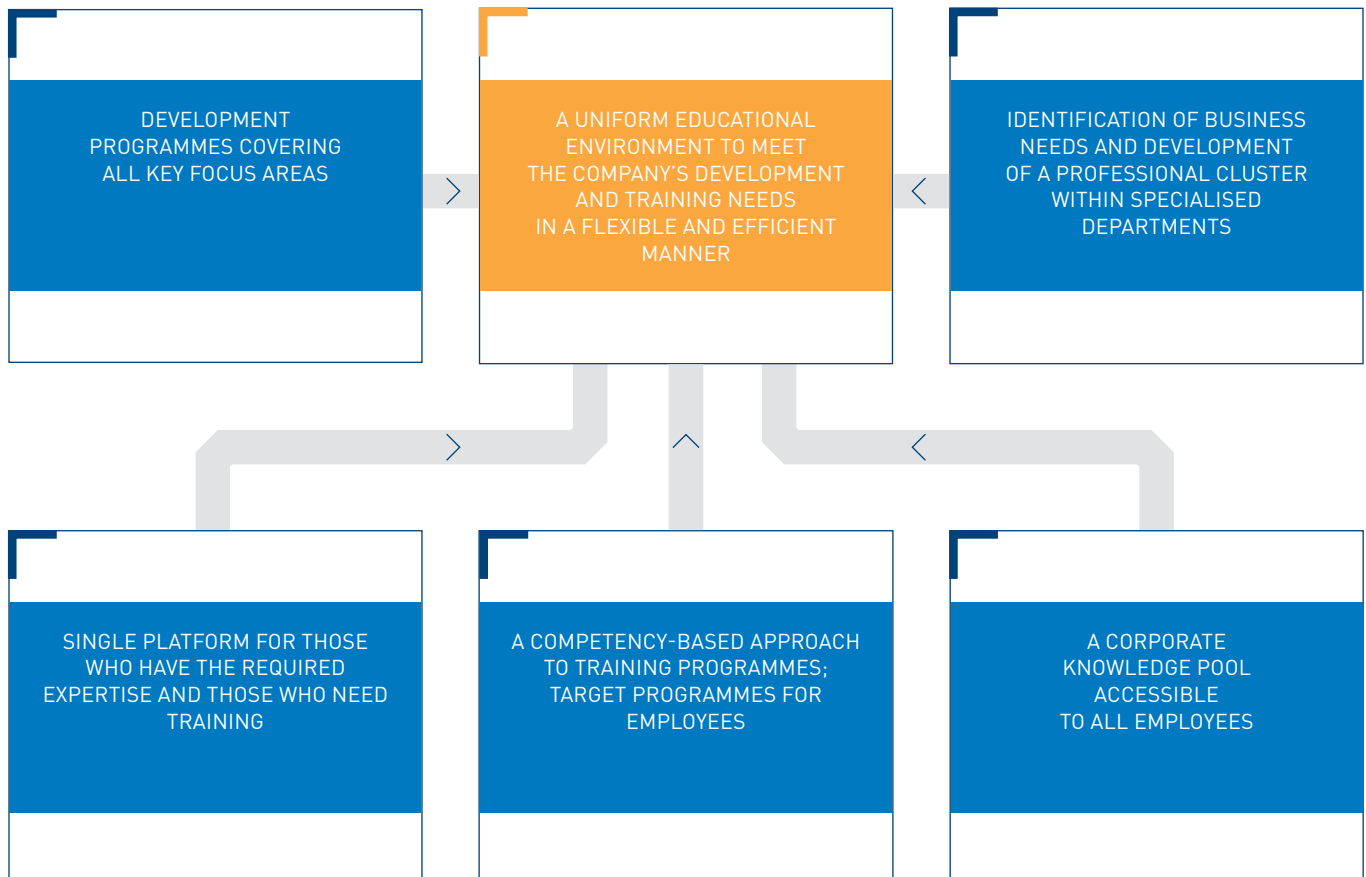 DEVELOPMENT
PROGRAMMES COVERING
ALL KEY FOCUS AREAS
A UNIFORM EDUCATIONAL
ENVIRONMENT TO MEET
THE COMPANY'S DEVELOPMENT
AND TRAINING NEEDS
IN A FLEXIBLE AND EFFICIENT
MANNER
IDENTIFICATION OF BUSINESS
NEEDS AND DEVELOPMENT
OF A PROFESSIONAL CLUSTER
WITHIN SPECIALISED
DEPARTMENTS
SINGLE PLATFORM FOR THOSE
WHO HAVE THE REQUIRED
EXPERTISE AND THOSE WHO NEED
TRAINING
A COMPETENCY-BASED APPROACH
TO TRAINING PROGRAMMES;
TARGET PROGRAMMES FOR
EMPLOYEES
A CORPORATE
KNOWLEDGE POOL
ACCESSIBLE
TO ALL EMPLOYEES